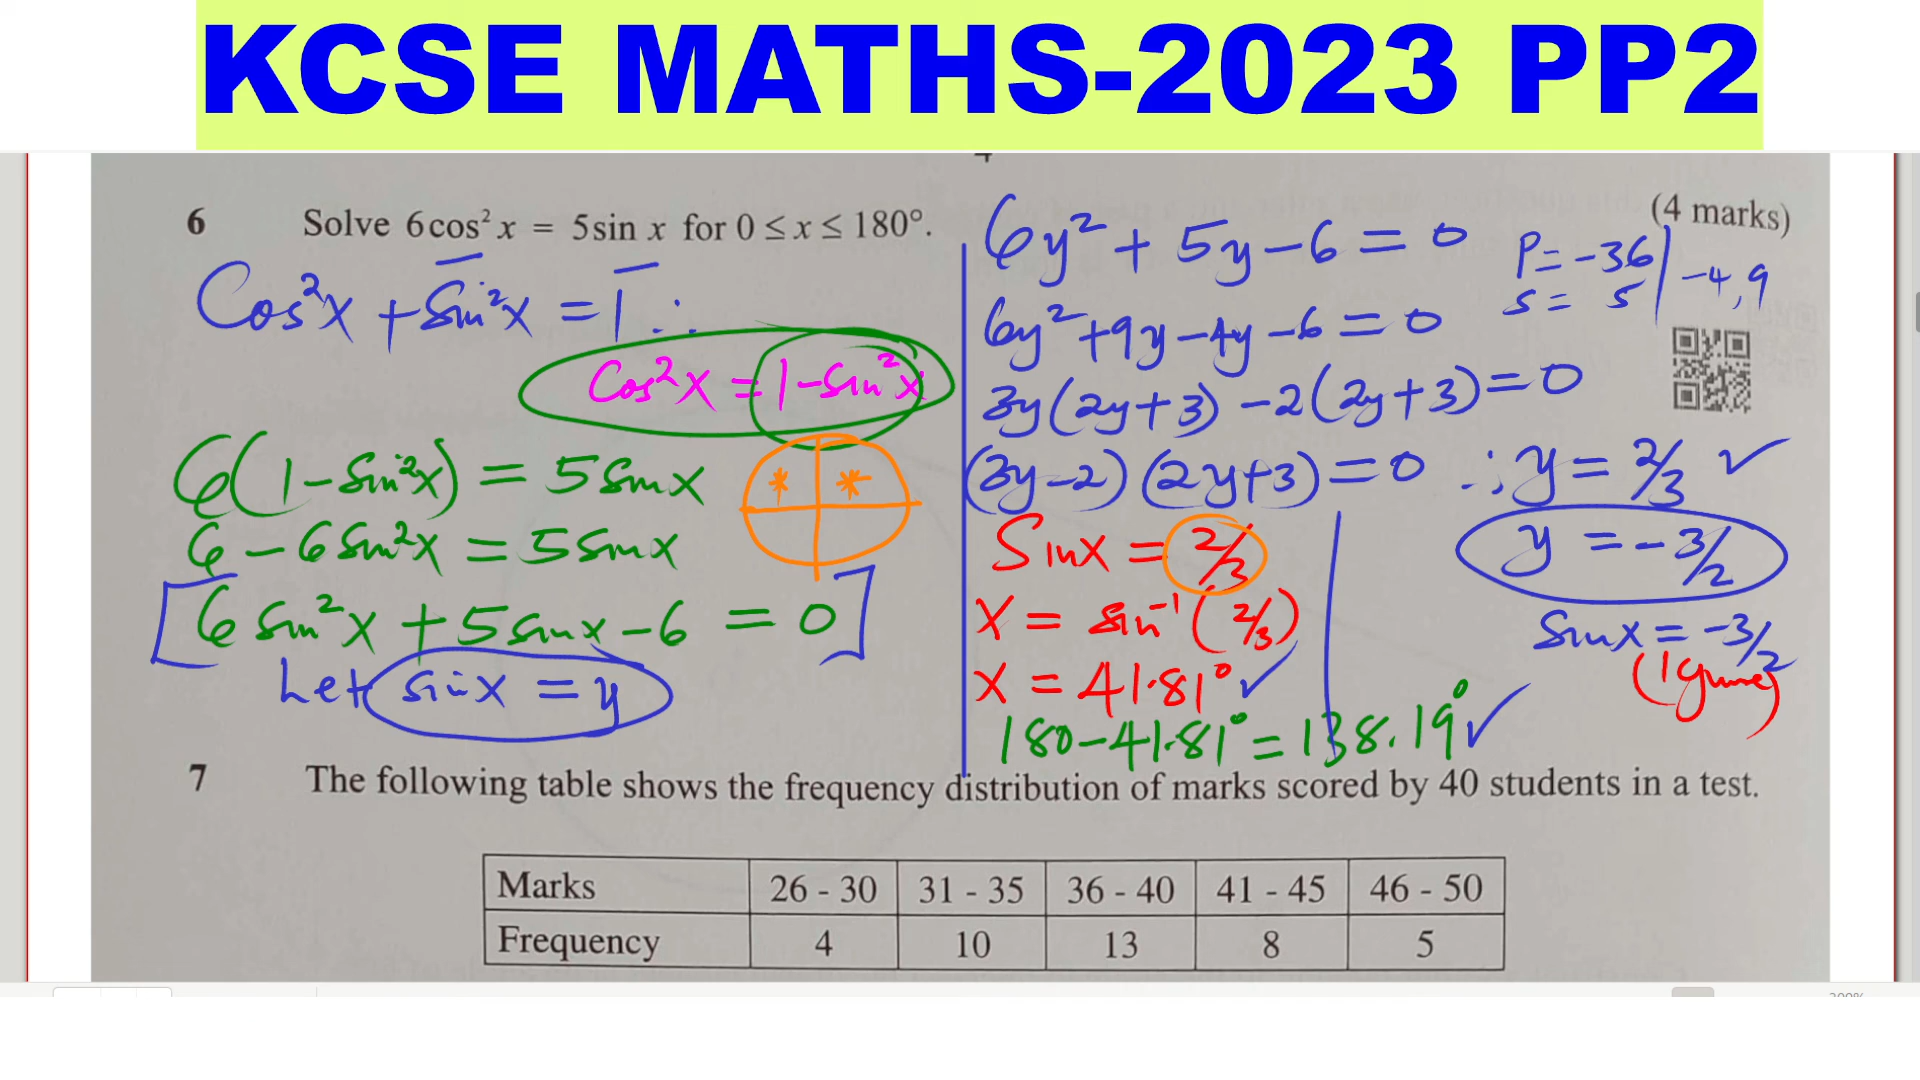 KCSE MATHS-2023 PP2
4
6 Solve 6cos² x = 5sin x for 0 ≤ x ≤ 180°. (4 marks)
Cos²x + Sin²x = 1 ∴
Cos²x = 1-sin²x
6(1-Sin²x) = 5Sinx
6 - 6Sin²x = 5Sinx
[6 sin²x + 5sinx - 6 = 0]
Let sinx = y
6y² + 5y - 6 = 0
P = -36
S = 5
-4, 9
6y² + 9y - 4y - 6 = 0
3y(2y+3) - 2(2y+3) = 0
(3y-2)(2y+3) = 0 ∴ y = 2/3 ✓
y = -3/2
Sinx = 2/3
x = sin⁻¹(2/3)
x = 41.81° ✓
180-41.81° = 138.19° ✓
Sinx = -3/2
(Ignore)
7 The following table shows the frequency distribution of marks scored by 40 students in a test.
Marks 26 - 30 31 - 35 36 - 40 41 - 45 46 - 50
Frequency 4 10 13 8 5